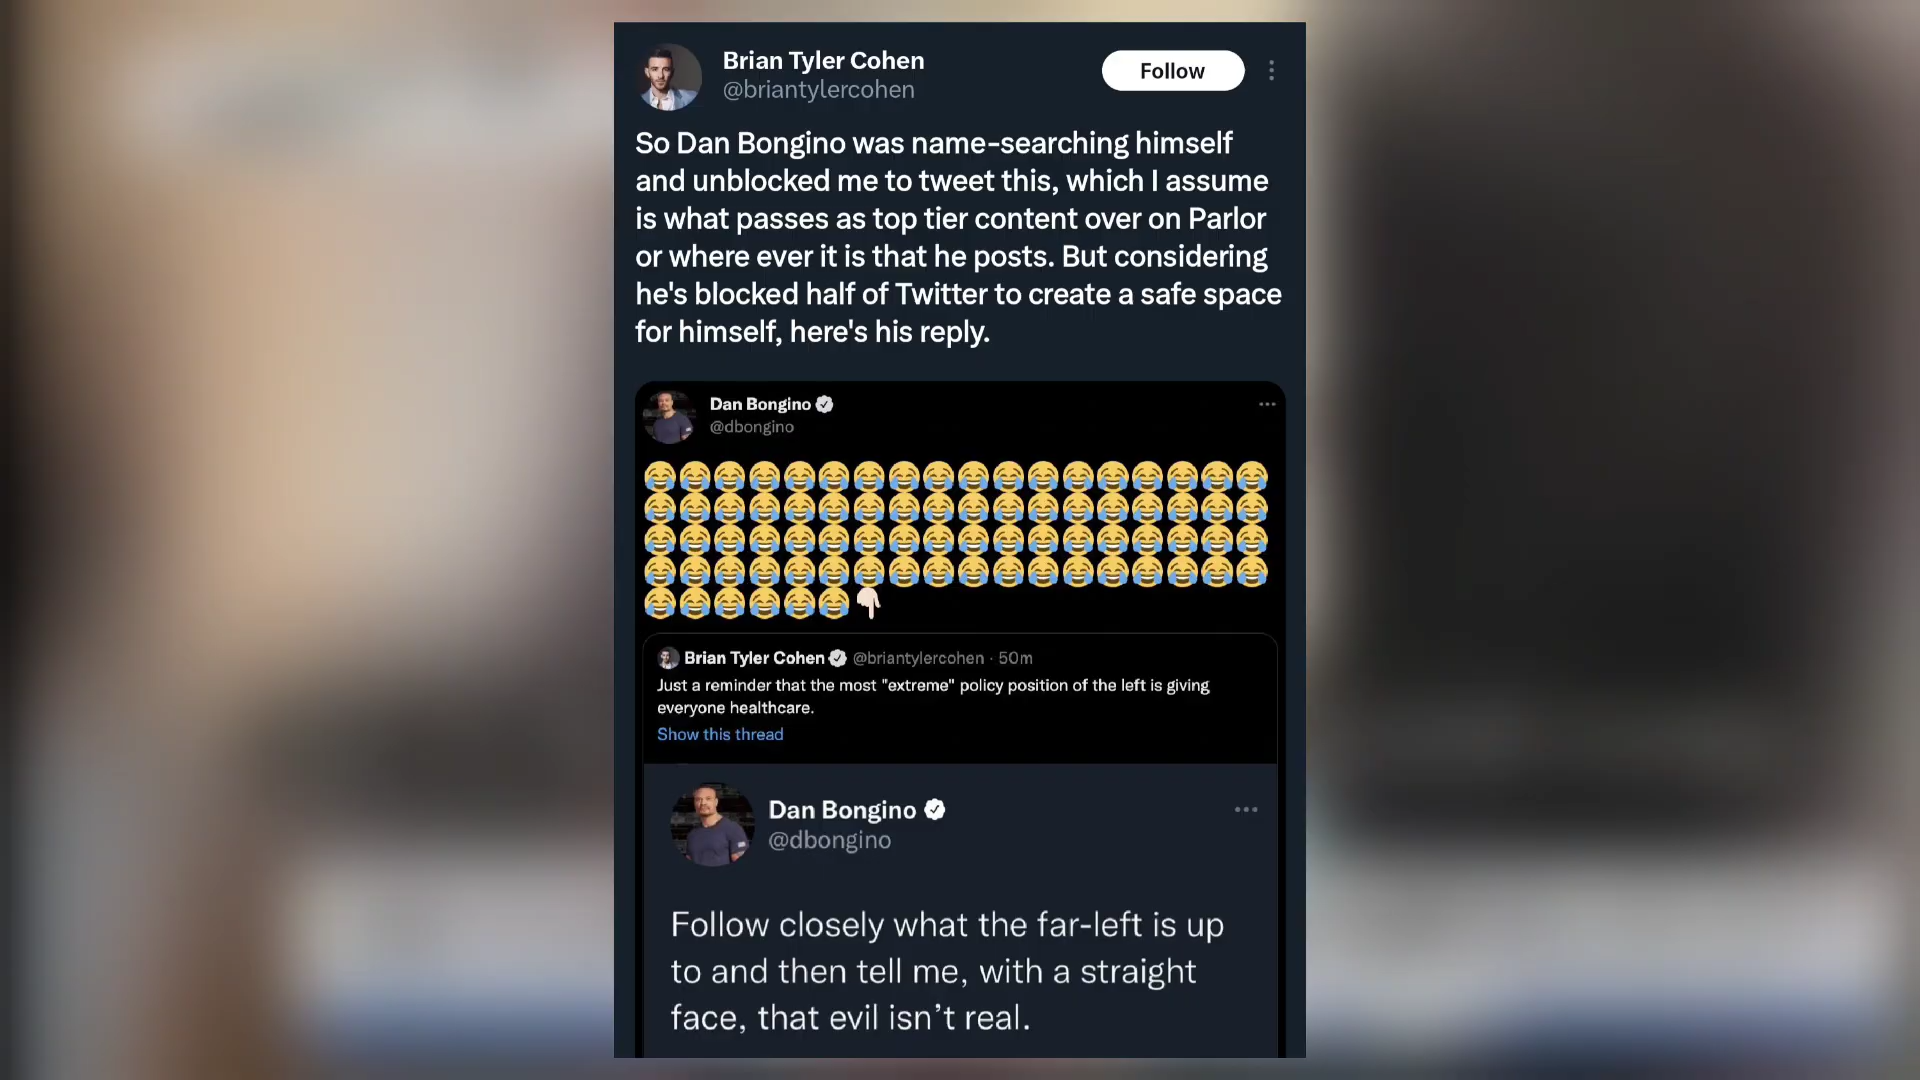 Brian Tyler Cohen
@briantylercohen
Follow
So Dan Bongino was name-searching himself
and unblocked me to tweet this, which I assume
is what passes as top tier content over on Parlor
or where ever it is that he posts. But considering
he's blocked half of Twitter to create a safe space
for himself, here's his reply.
Dan Bongino
@dbongino
😂😂😂😂😂😂😂😂😂😂😂😂😂😂😂😂😂😂
😂😂😂😂😂😂😂😂😂😂😂😂😂😂😂😂😂😂
😂😂😂😂😂😂😂😂😂😂😂😂😂😂😂😂😂😂
😂😂😂😂😂😂😂😂😂😂😂😂😂😂😂😂😂😂
😂😂😂😂😂😂👇🏻
Brian Tyler Cohen @briantylercohen · 50m
Just a reminder that the most "extreme" policy position of the left is giving
everyone healthcare.
Show this thread
Dan Bongino
@dbongino
Follow closely what the far-left is up
to and then tell me, with a straight
face, that evil isn't real.